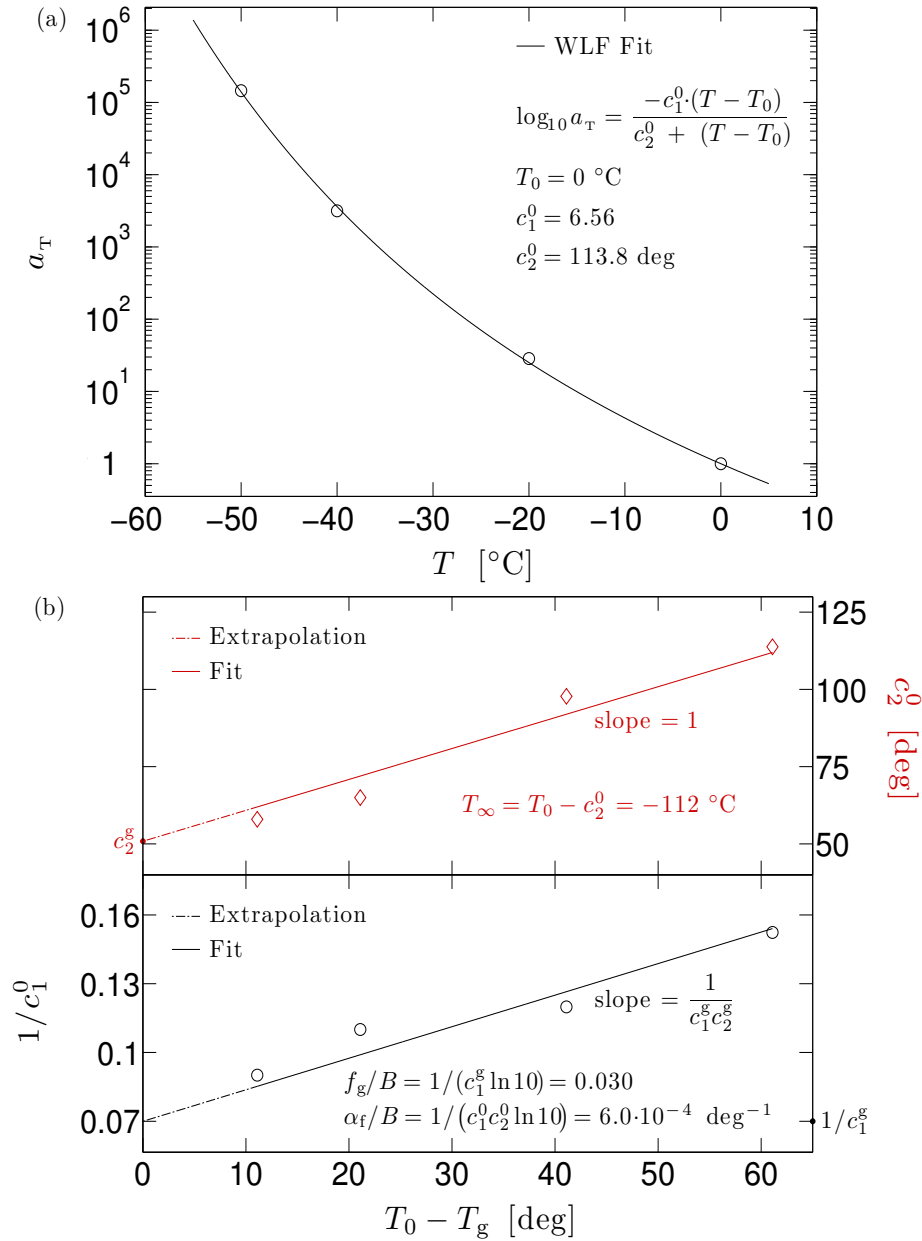 (a)
10^6
10^5
10^4
10^3
10^2
10^1
1
a_T
— WLF Fit
log_10 a_T = −c_1^0·(T − T_0) / c_2^0 + (T − T_0)
T_0 = 0 °C
c_1^0 = 6.56
c_2^0 = 113.8 deg
−60 −50 −40 −30 −20 −10 0 10
T [°C]
(b)
Extrapolation
Fit
slope = 1
T_∞ = T_0 − c_2^0 = −112 °C
c_2^g
125
100
75
50
c_2^0 [deg]
Extrapolation
Fit
slope = 1 / c_1^g c_2^g
f_g/B = 1/(c_1^g ln 10) = 0.030
α_f/B = 1/(c_1^0 c_2^0 ln 10) = 6.0·10^−4 deg^−1
1/c_1^g
0.16
0.13
0.1
0.07
1/c_1^0
0 10 20 30 40 50 60
T_0 − T_g [deg]